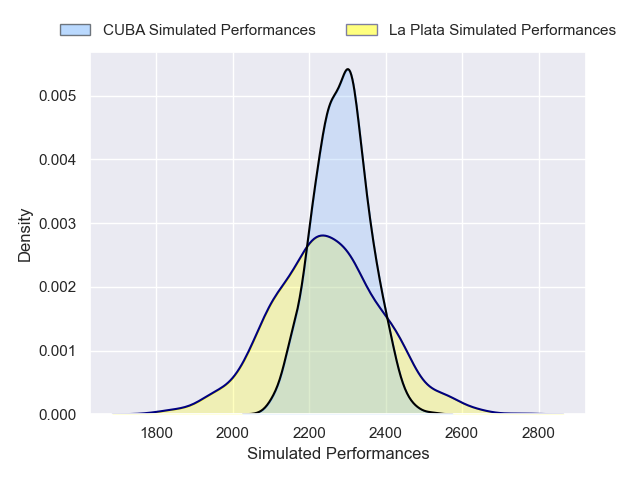 CUBA Simulated Performances
La Plata Simulated Performances
0.005
0.004
0.003
0.002
0.001
0.000
Density
1800 2000 2200 2400 2600 2800
Simulated Performances